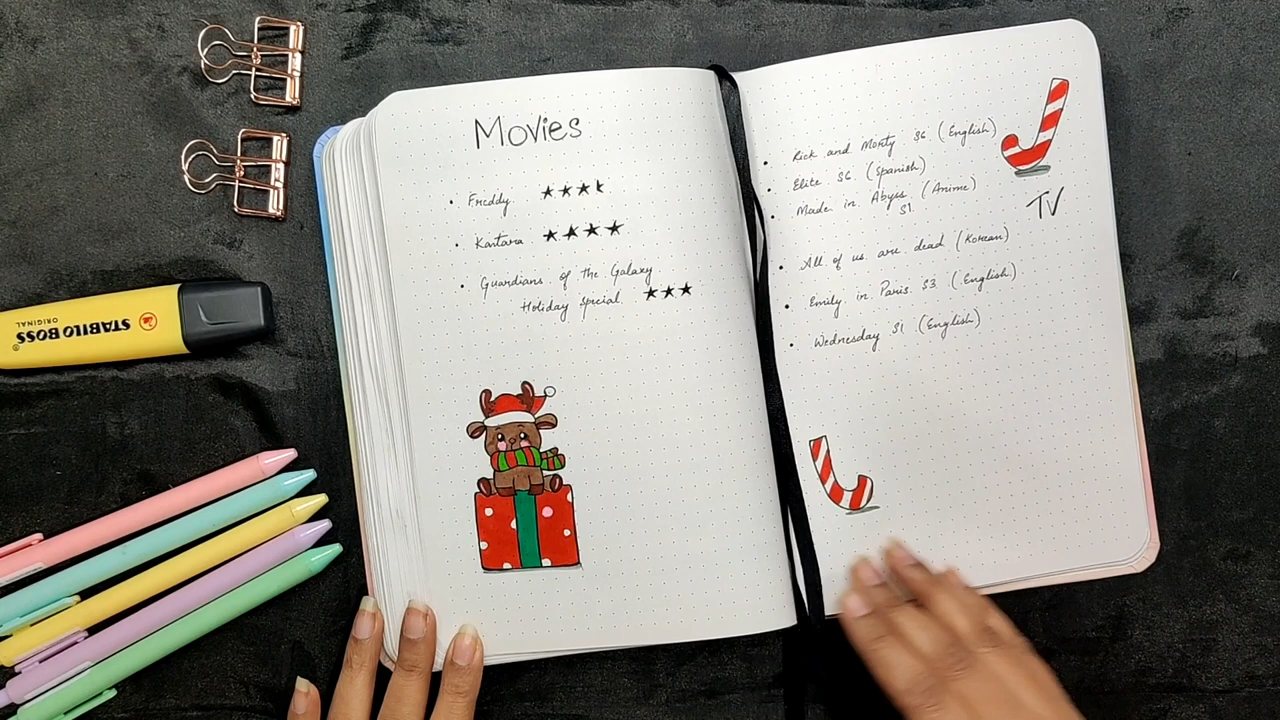 Movies
Freddy ★★★⯨
Kantara ★★★★
Guardians of the Galaxy
Holiday Special ★★★
Rick and Morty S6 (English)
Elite S6. (Spanish)
Made in Abyss (Anime)
S1.
TV
All of us are dead (Korean)
Emily in Paris. S3. (English)
Wednesday S1 (English)
STABILO BOSS®
ORIGINAL